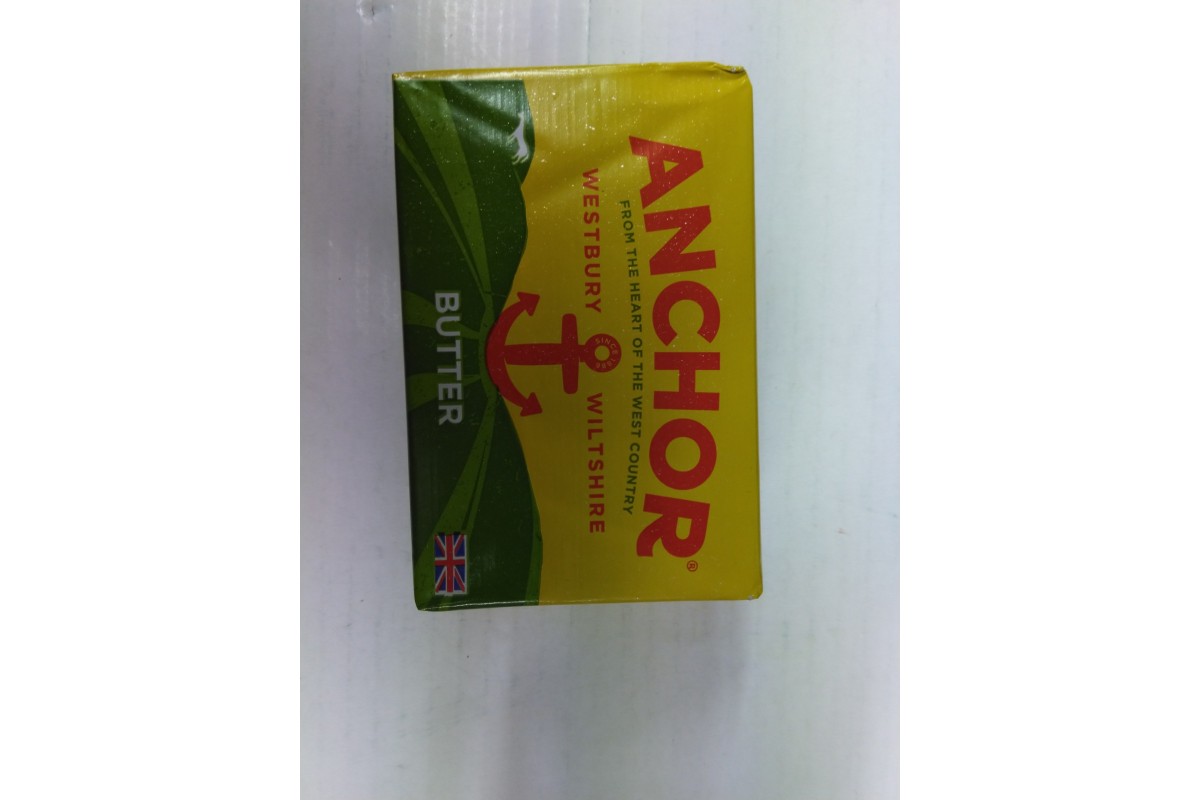 ANCHOR®
FROM THE HEART OF THE WEST COUNTRY
WESTBURY WILTSHIRE
BUTTER